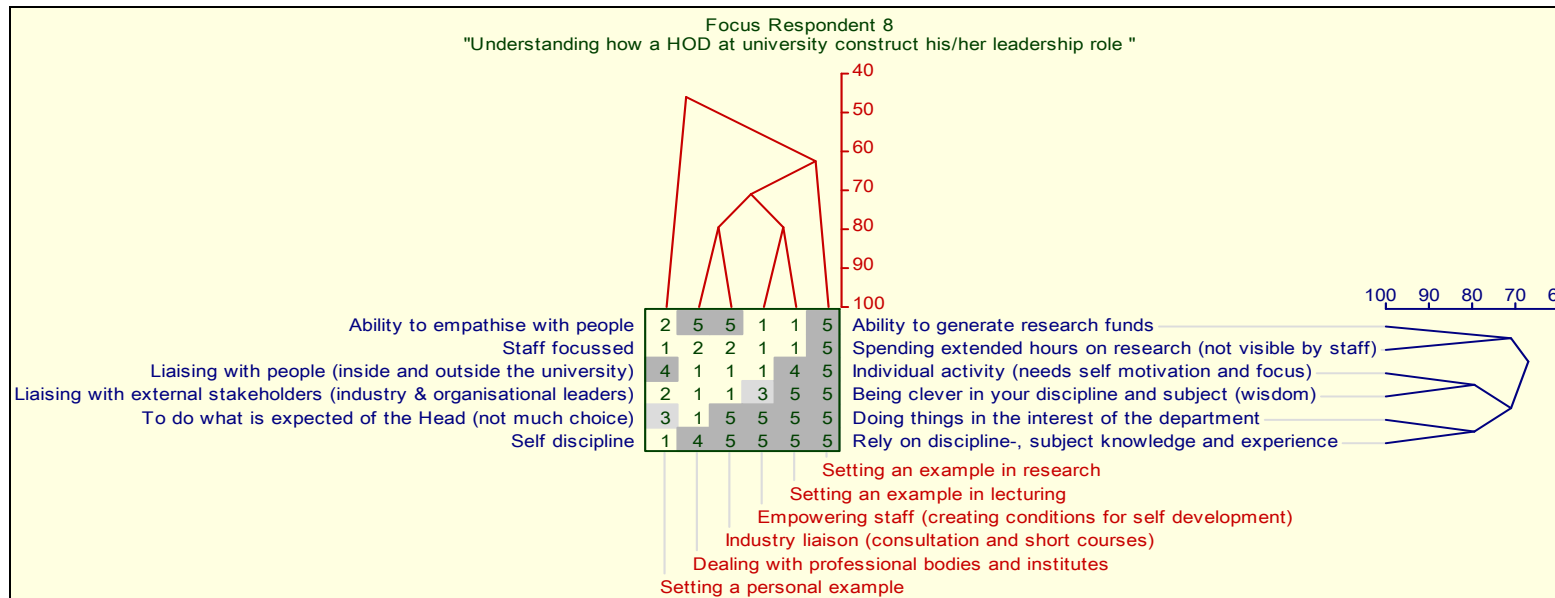 Focus Respondent 8
"Understanding how a HOD at university construct his/her leadership role "
40
50
60
70
80
90
100
100 90 80 70 6
Ability to empathise with people 2 5 5 1 1 5 Ability to generate research funds
Staff focussed 1 2 2 1 1 5 Spending extended hours on research (not visible by staff)
Liaising with people (inside and outside the university) 4 1 1 1 4 5 Individual activity (needs self motivation and focus)
Liaising with external stakeholders (industry & organisational leaders) 2 1 1 3 5 5 Being clever in your discipline and subject (wisdom)
To do what is expected of the Head (not much choice) 3 1 5 5 5 5 Doing things in the interest of the department
Self discipline 1 4 5 5 5 5 Rely on discipline-, subject knowledge and experience
Setting an example in research
Setting an example in lecturing
Empowering staff (creating conditions for self development)
Industry liaison (consultation and short courses)
Dealing with professional bodies and institutes
Setting a personal example